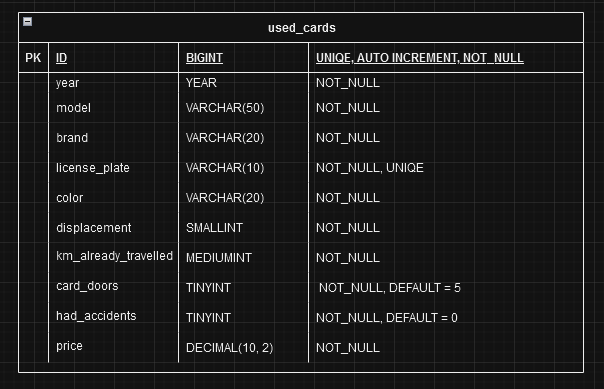 used_cards
PK ID BIGINT UNIQE, AUTO INCREMENT, NOT_NULL
year YEAR NOT_NULL
model VARCHAR(50) NOT_NULL
brand VARCHAR(20) NOT_NULL
license_plate VARCHAR(10) NOT_NULL, UNIQE
color VARCHAR(20) NOT_NULL
displacement SMALLINT NOT_NULL
km_already_travelled MEDIUMINT NOT_NULL
card_doors TINYINT NOT_NULL, DEFAULT = 5
had_accidents TINYINT NOT_NULL, DEFAULT = 0
price DECIMAL(10, 2) NOT_NULL